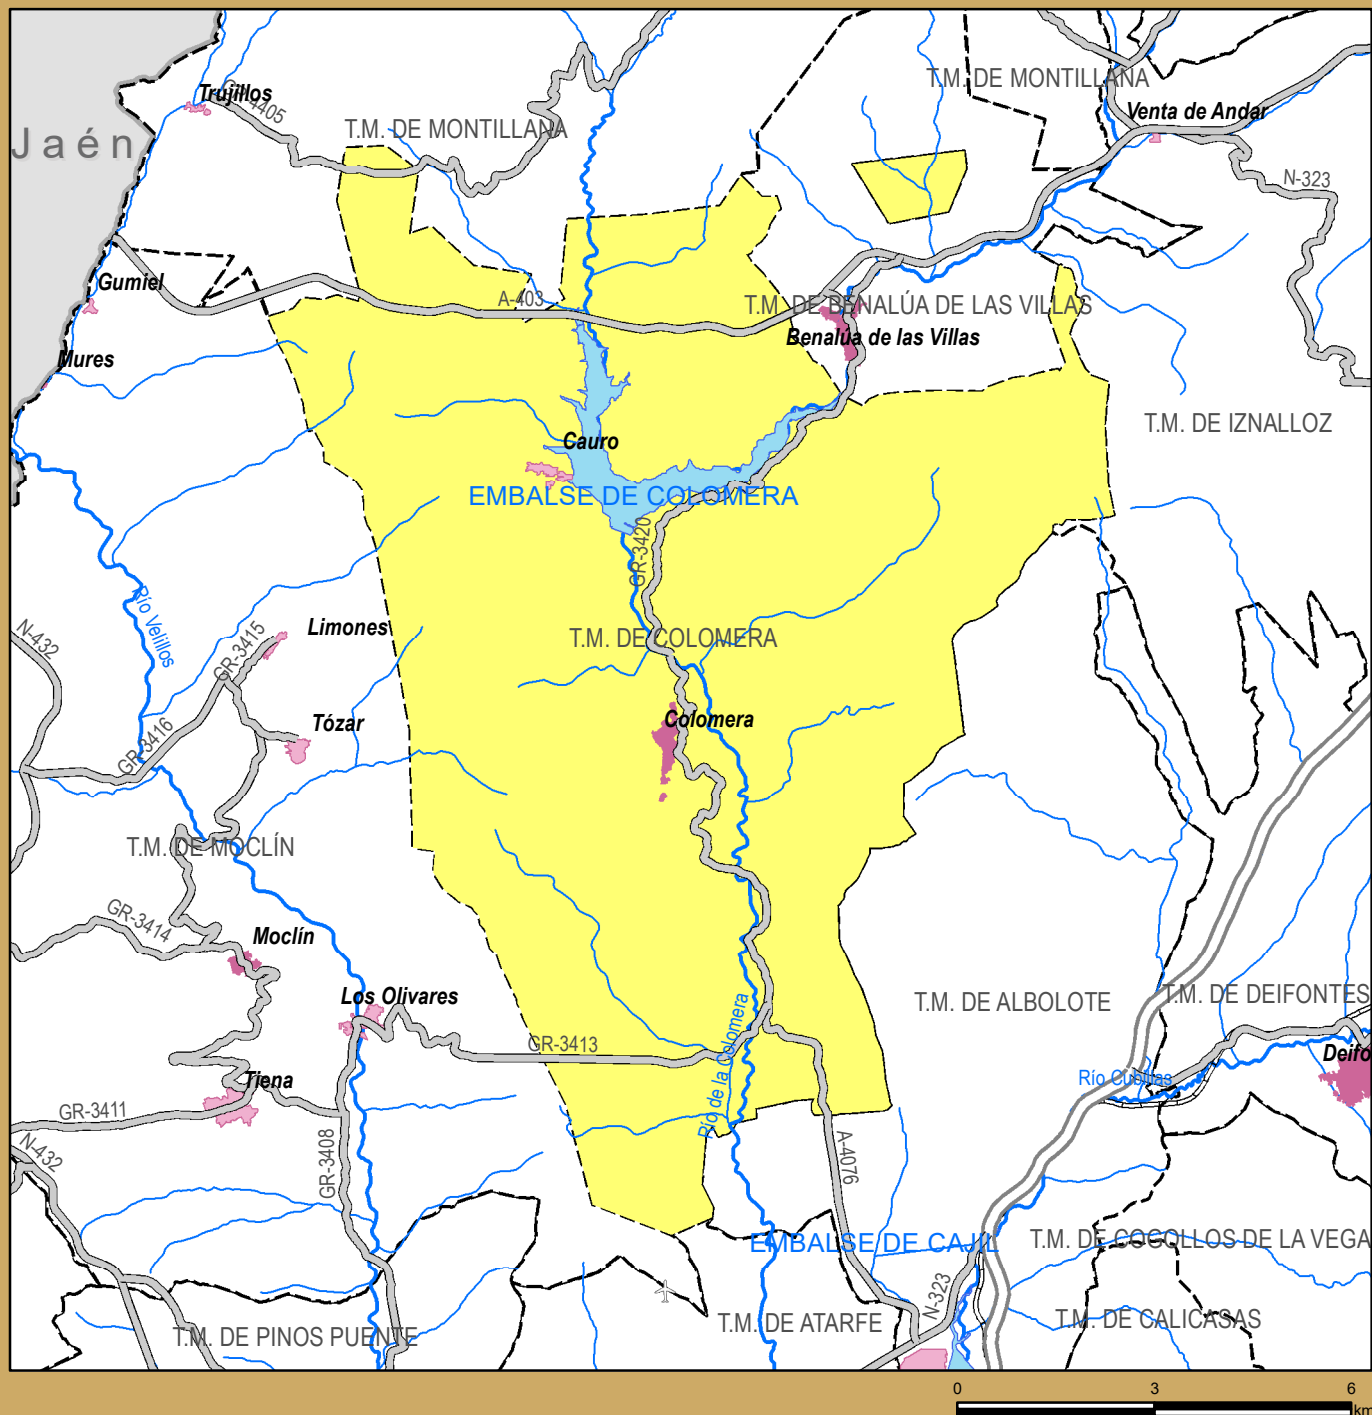 T.M. DE MONTILLANA
Trujillos
GR-4405
Venta de Andar
T.M. DE MONTILLANA
Jaén
N-323
Gumiel
A-403
T.M. DE BENALÚA DE LAS VILLAS
Benalúa de las Villas
Mures
T.M. DE IZNALLOZ
Cauro
EMBALSE DE COLOMERA
GR-3420
Río Velillos
Limones
N-432
GR-3415
T.M. DE COLOMERA
Tózar
Colomera
GR-3416
T.M. DE MOCLÍN
GR-3414
Moclín
Los Olivares
T.M. DE ALBOLOTE
T.M. DE DEIFONTES
GR-3413
Río de la Colomera
Deifo
Río Cubillas
Tiena
GR-3411
N-432
GR-3408
A-4076
EMBALSE DE CAJIL
T.M. DE COGOLLOS DE LA VEGA
N-323
T.M. DE ATARFE
T.M. DE CALICASAS
T.M. DE PINOS PUENTE
0 3 6
km